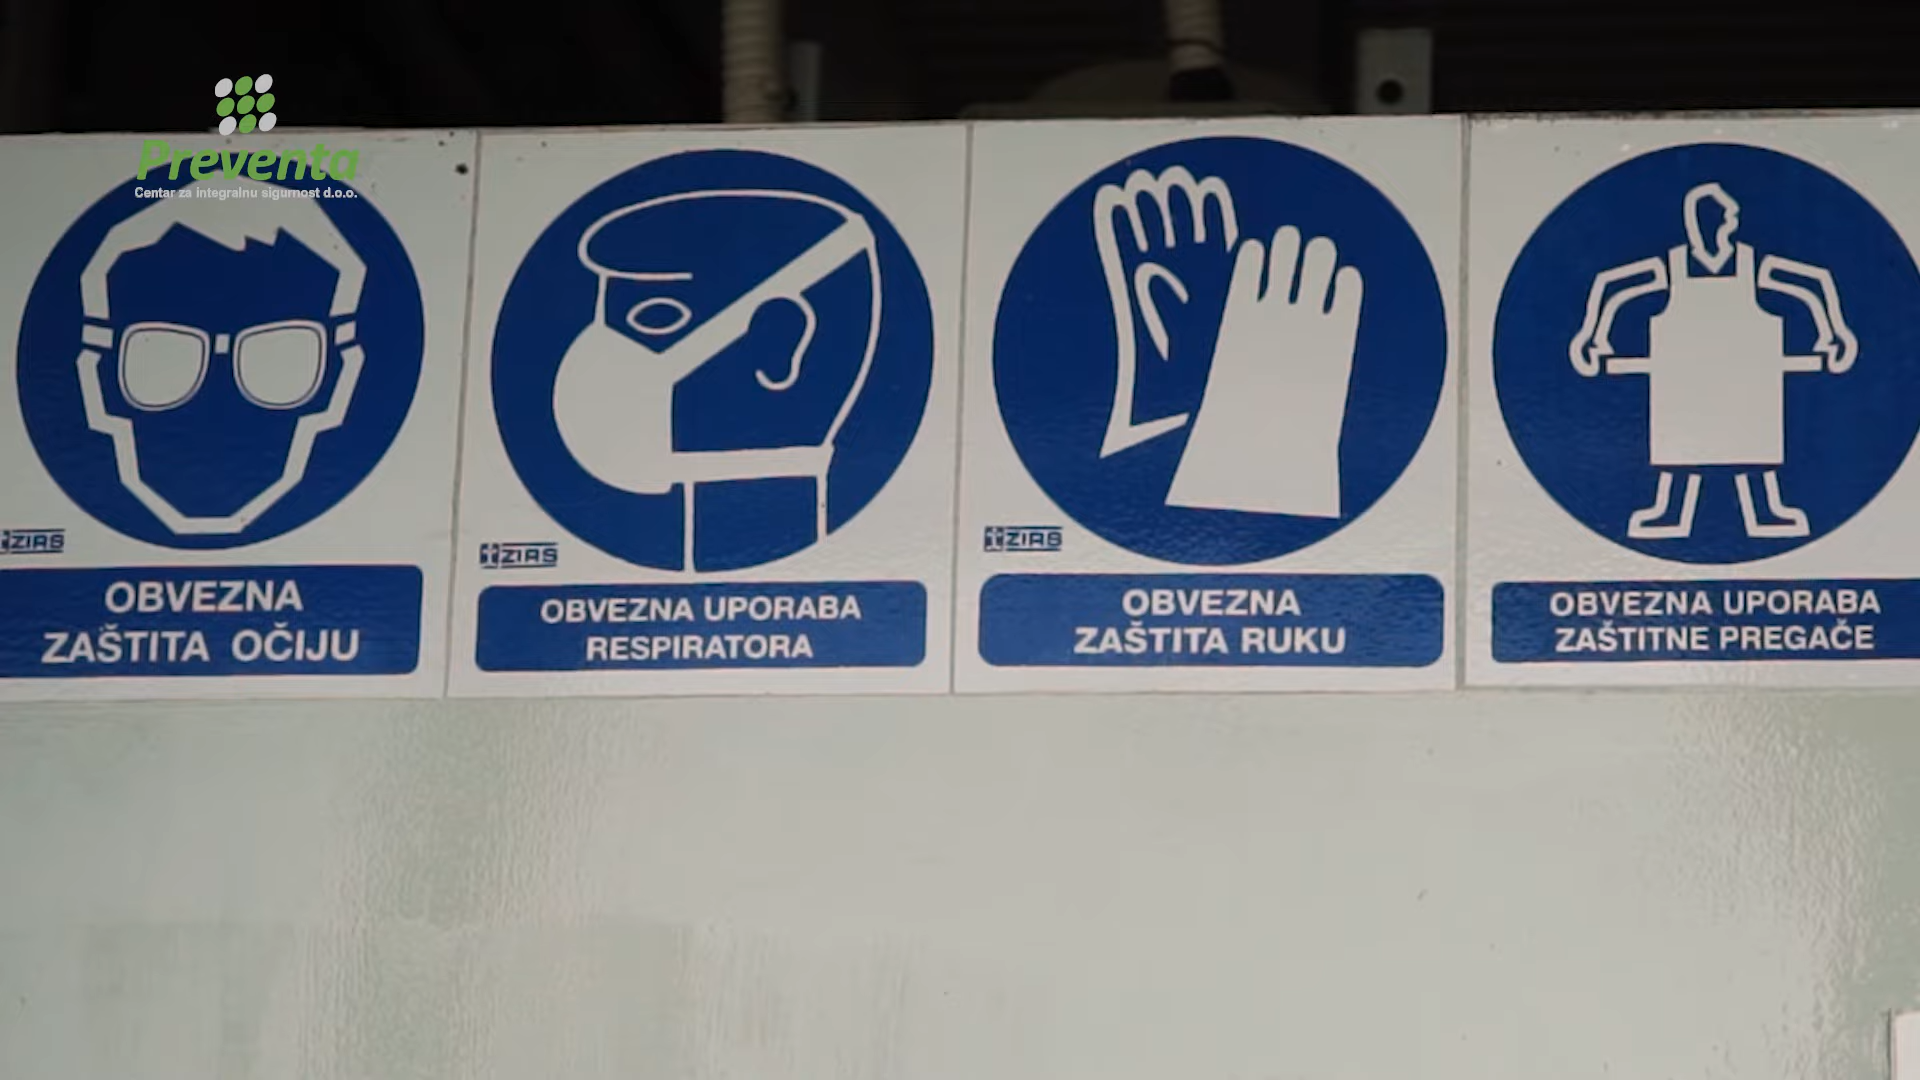 Preventa
Centar za integralnu sigurnost d.o.o.
ZIRS
OBVEZNA
ZAŠTITA OČIJU
ZIRS
OBVEZNA UPORABA
RESPIRATORA
ZIRS
OBVEZNA
ZAŠTITA RUKU
OBVEZNA UPORABA
ZAŠTITNE PREGAČE